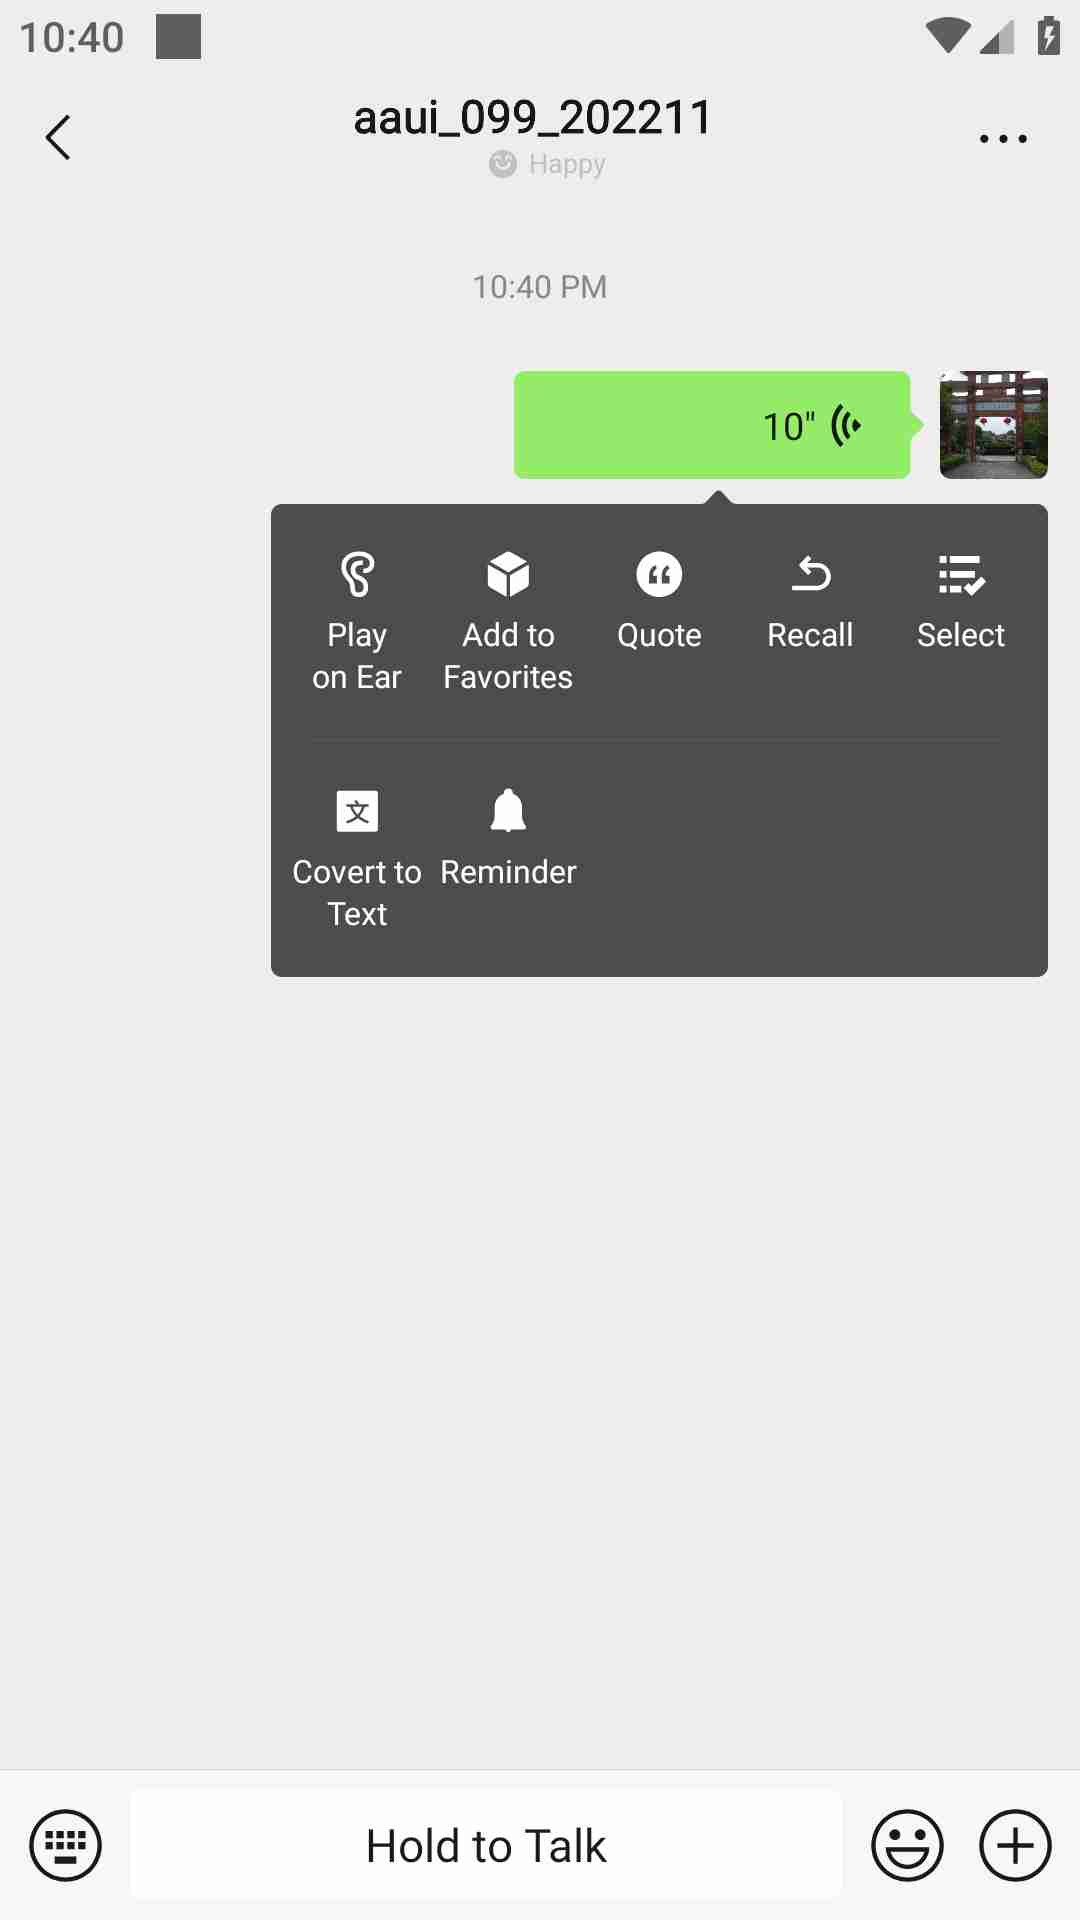 10:40
aaui_099_202211
Happy
10:40 PM
10"
Play
on Ear
Add to
Favorites
Quote
Recall
Select
文
Covert to
Text
Reminder
Hold to Talk